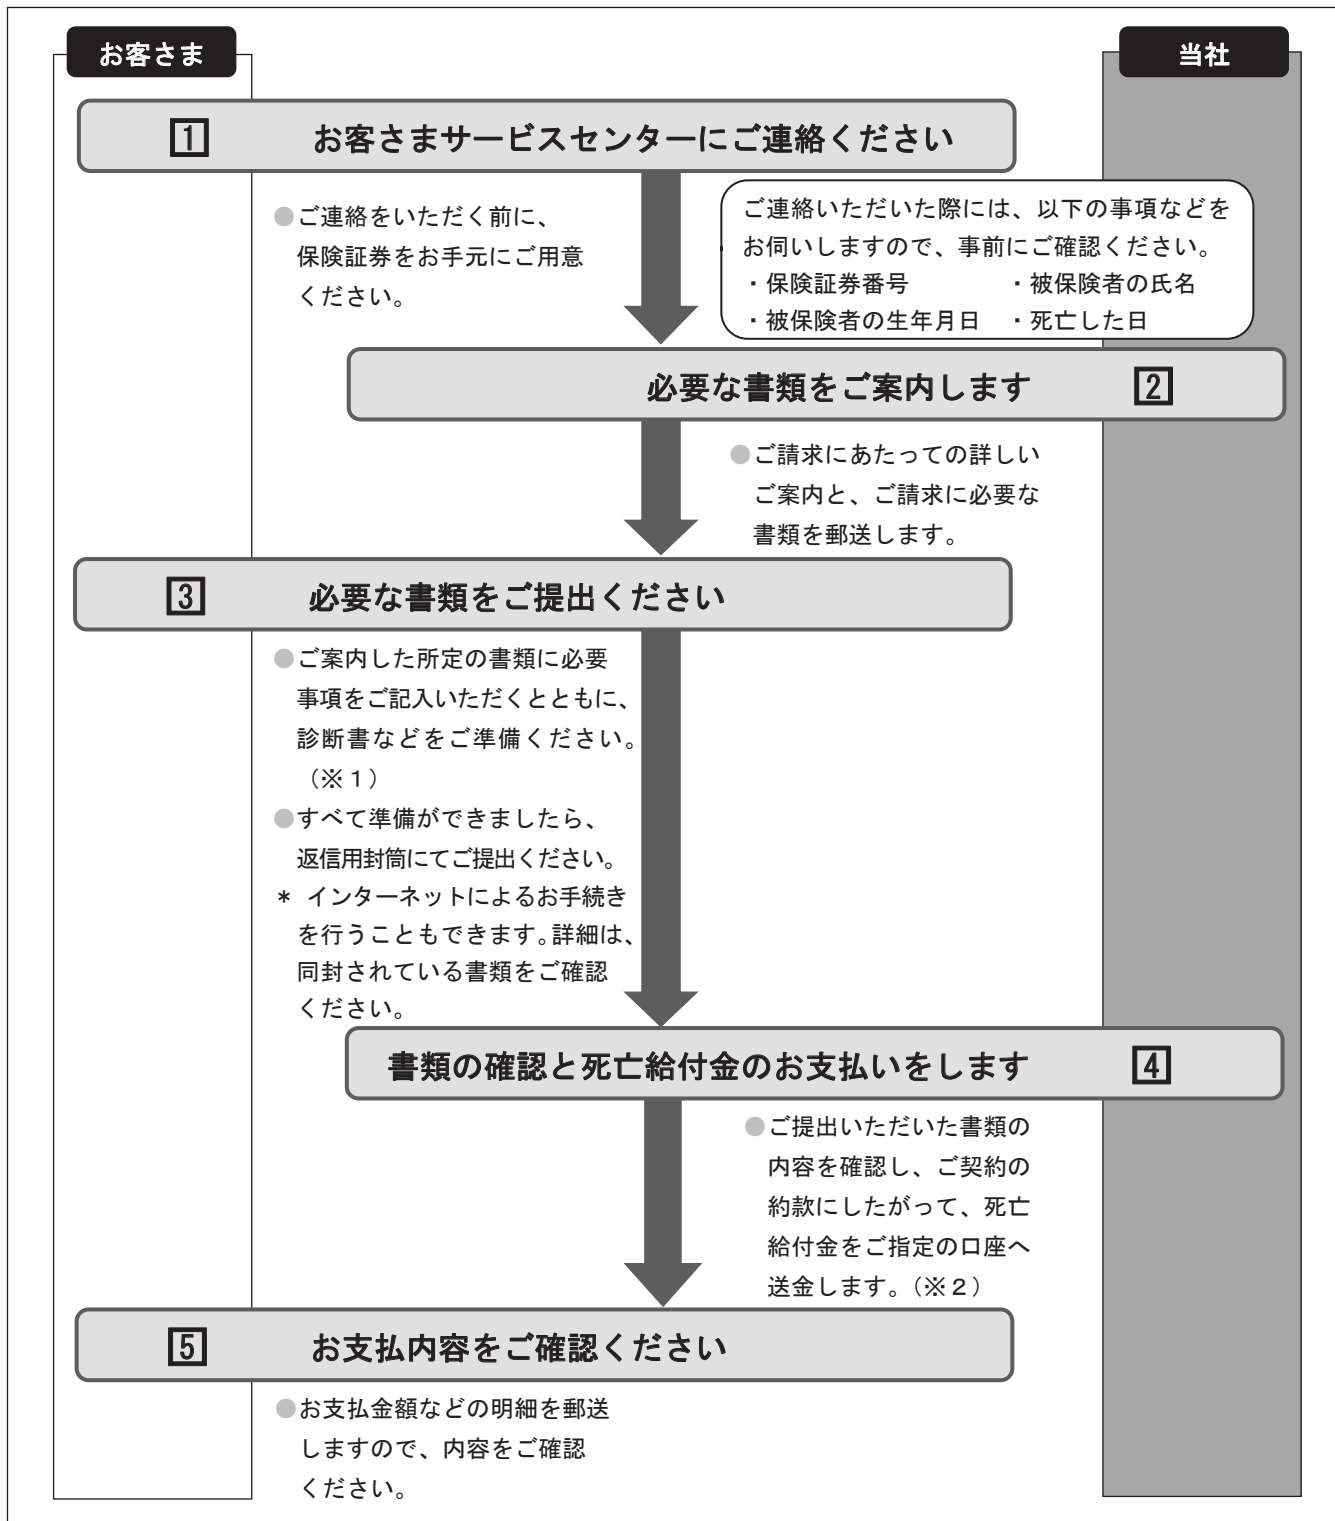 お客さま
当社
1 お客さまサービスセンターにご連絡ください
●ご連絡をいただく前に、
保険証券をお手元にご用意
ください。
ご連絡いただいた際には、以下の事項などを
お伺いしますので、事前にご確認ください。
・保険証券番号 ・被保険者の氏名
・被保険者の生年月日 ・死亡した日
必要な書類をご案内します 2
●ご請求にあたっての詳しい
ご案内と、ご請求に必要な
書類を郵送します。
3 必要な書類をご提出ください
●ご案内した所定の書類に必要
事項をご記入いただくとともに、
診断書などをご準備ください。
(※1)
●すべて準備ができましたら、
返信用封筒にてご提出ください。
* インターネットによるお手続き
を行うこともできます。詳細は、
同封されている書類をご確認
ください。
書類の確認と死亡給付金のお支払いをします 4
●ご提出いただいた書類の
内容を確認し、ご契約の
約款にしたがって、死亡
給付金をご指定の口座へ
送金します。(※2)
5 お支払内容をご確認ください
●お支払金額などの明細を郵送
しますので、内容をご確認
ください。